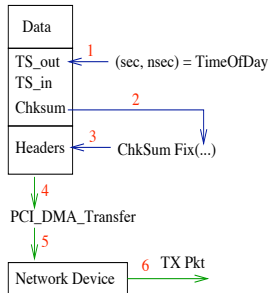 Data
1
TS_out (sec, nsec) = TimeOfDay
TS_in
2
Chksum
3
Headers ChkSum Fix(...)
4
PCI_DMA_Transfer
5
6 TX Pkt
Network Device